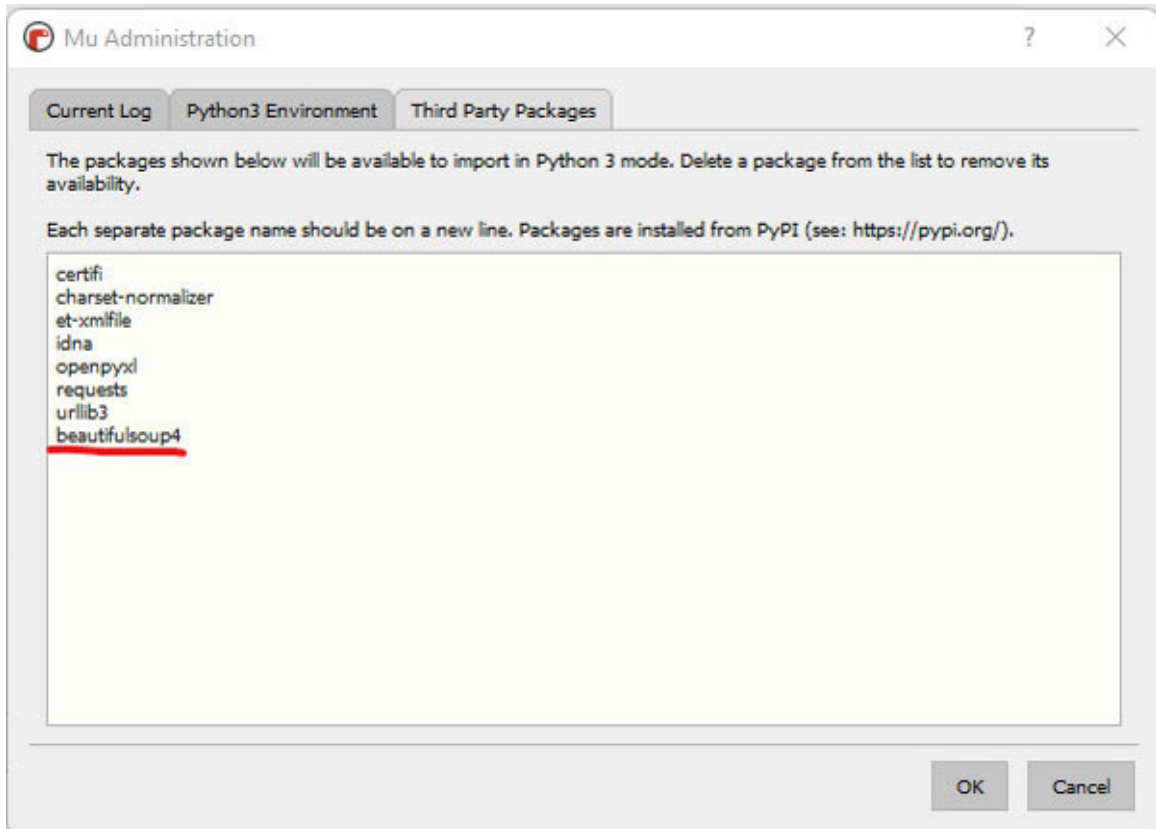 Mu Administration
Current Log Python3 Environment Third Party Packages
The packages shown below will be available to import in Python 3 mode. Delete a package from the list to remove its
availability.
Each separate package name should be on a new line. Packages are installed from PyPI (see: https://pypi.org/).
certifi
charset-normalizer
et-xmlfile
idna
openpyxl
requests
urllib3
beautifulsoup4
OK Cancel